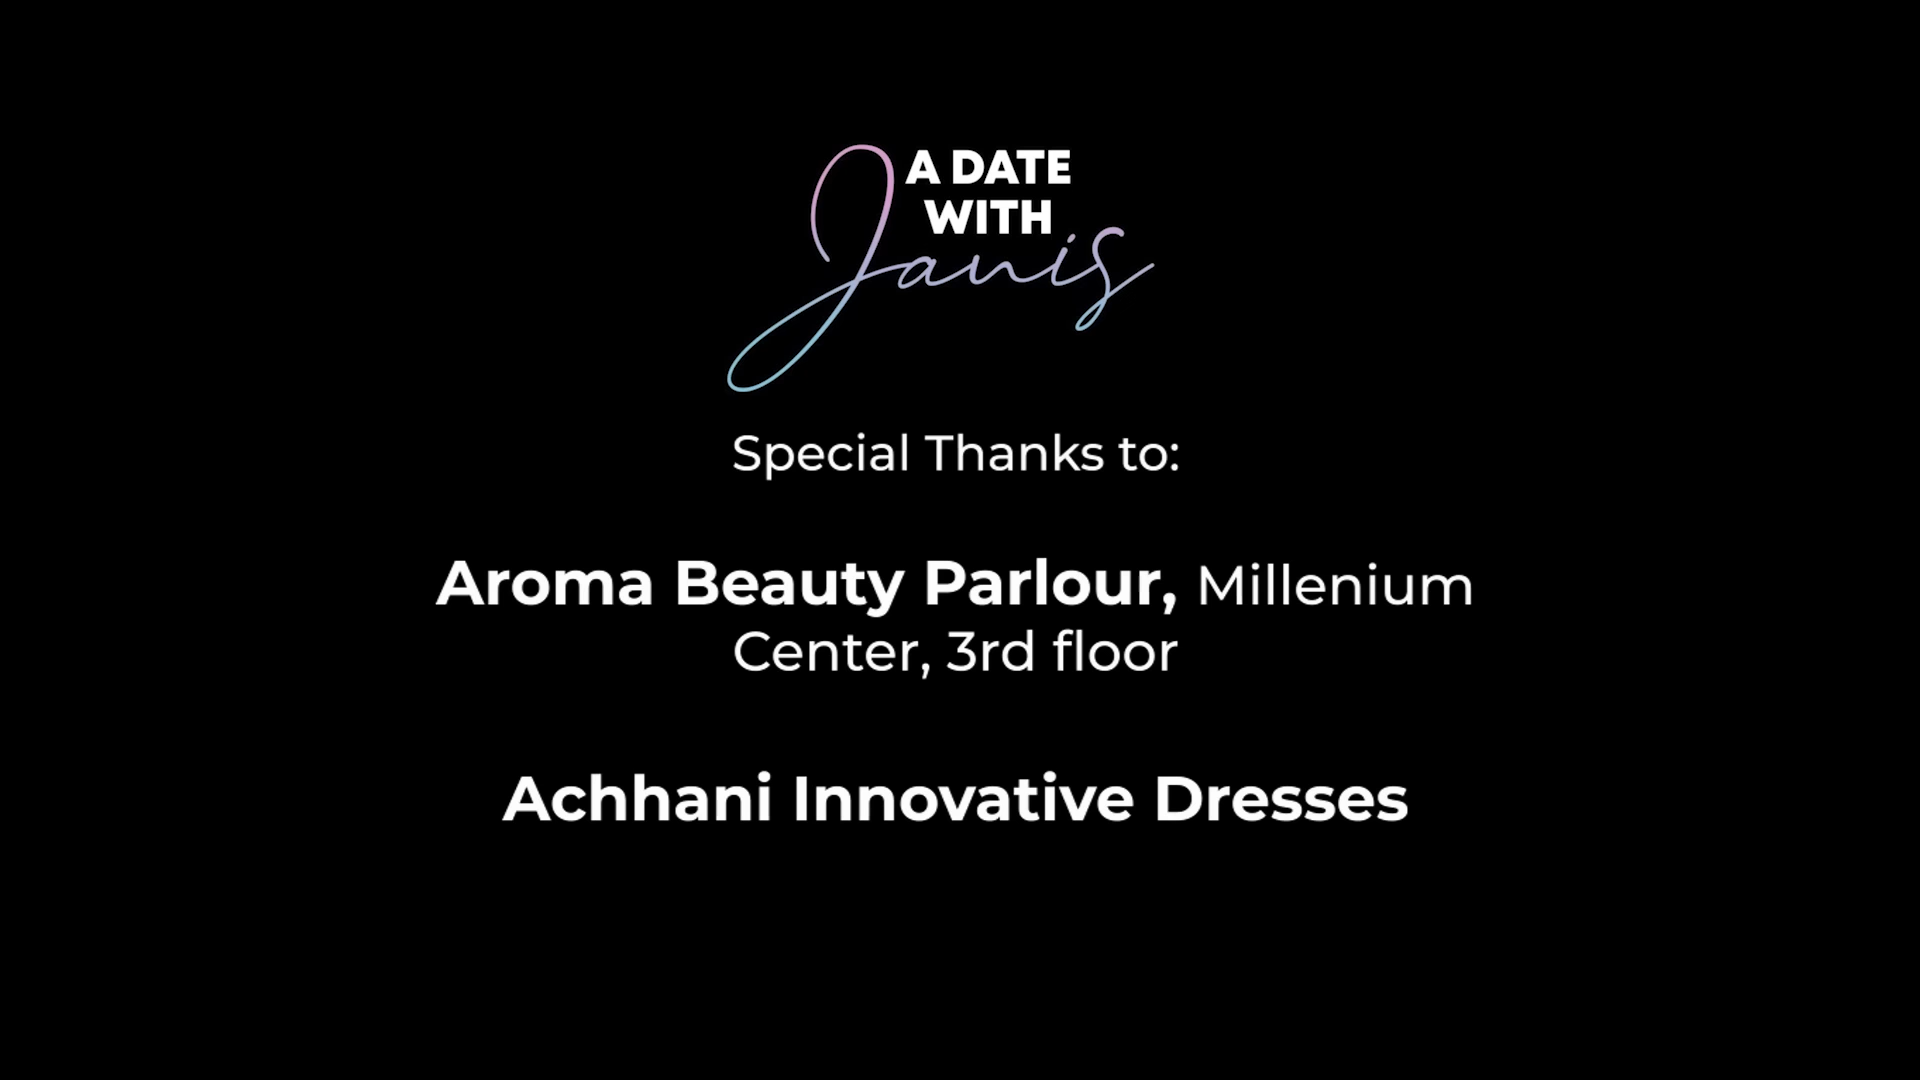 A DATE
WITH
Janis
Special Thanks to:
Aroma Beauty Parlour, Millenium
Center, 3rd floor
Achhani Innovative Dresses